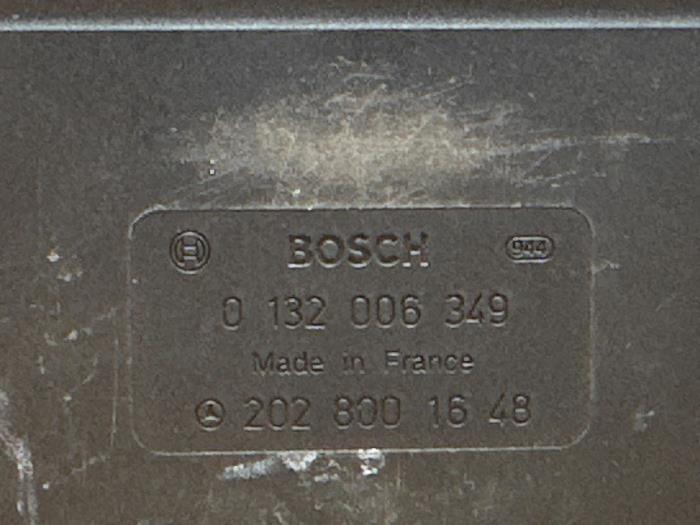 BOSCH 944
0 132 006 349
Made in France
202 800 16 48